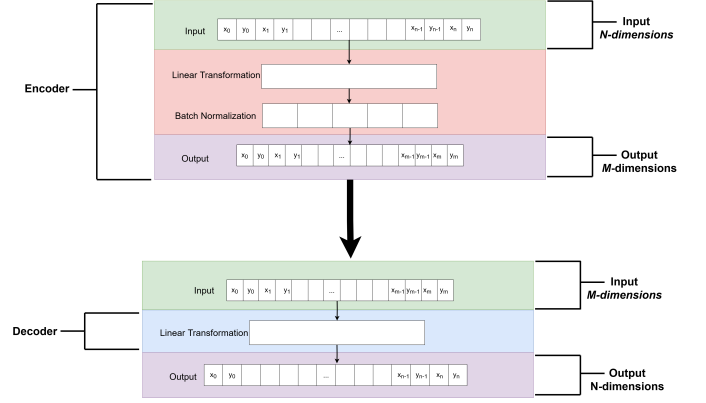 Input x0 y0 x1 y1 ... xn-1 yn-1 xn yn
Input
N-dimensions
Encoder
Linear Transformation
Batch Normalization
Output x0 y0 x1 y1 ... xm-1 ym-1 xm ym
Output
M-dimensions
Input x0 y0 x1 y1 ... xm-1 ym-1 xm ym
Input
M-dimensions
Decoder
Linear Transformation
Output x0 y0 ... xn-1 yn-1 xn yn
Output
N-dimensions